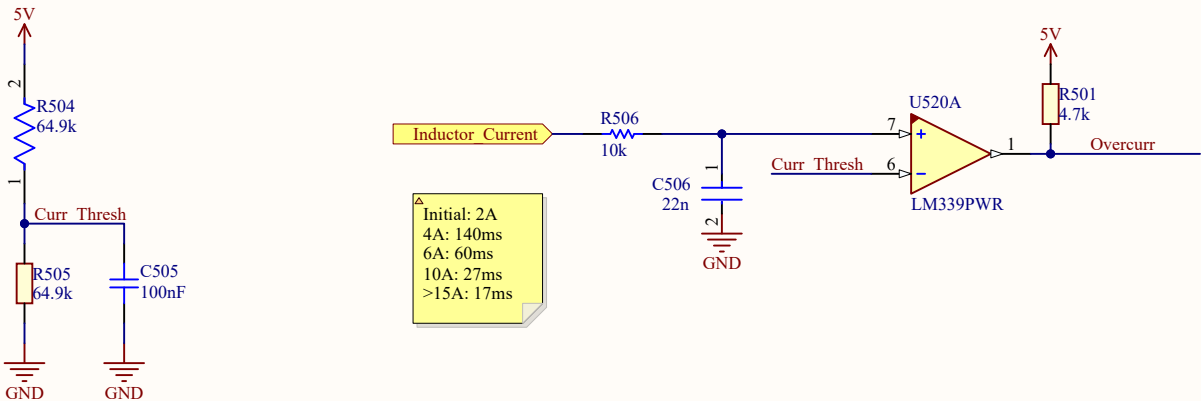 5V
2
R504
64.9k
1
Curr_Thresh
R505
64.9k
C505
100nF
GND
GND
Inductor_Current
R506
10k
1
C506
22n
2
GND
Initial: 2A
4A: 140ms
6A: 60ms
10A: 27ms
>15A: 17ms
Curr_Thresh
7
6
U520A
+
−
LM339PWR
1
5V
R501
4.7k
Overcurr